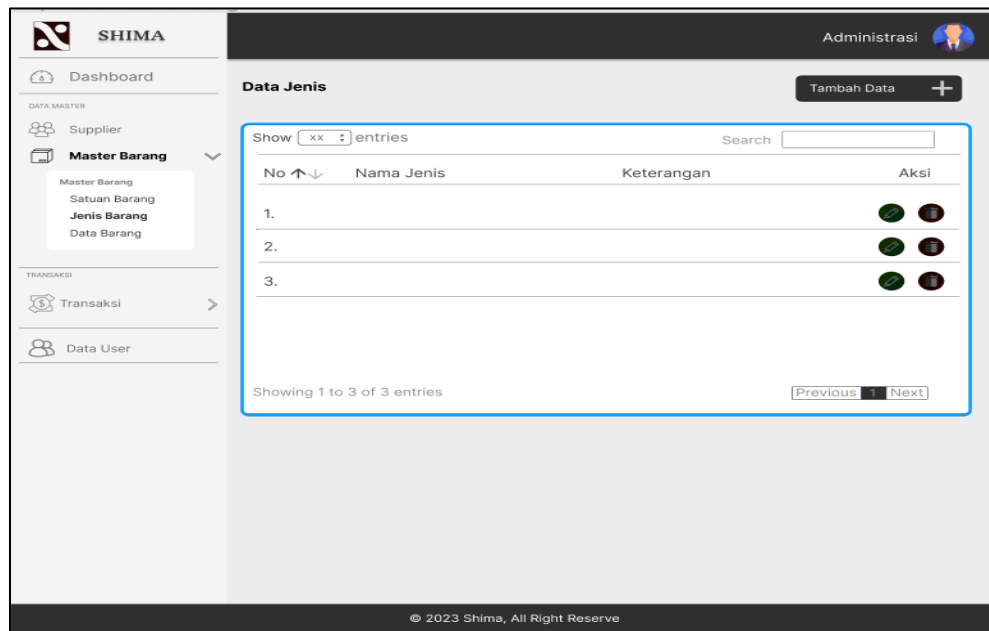 SHIMA
Administrasi
Dashboard
DATA MASTER
Supplier
Master Barang
Master Barang
Satuan Barang
Jenis Barang
Data Barang
TRANSAKSI
Transaksi
Data User
Data Jenis
Tambah Data
Show xx entries
Search
No Nama Jenis Keterangan Aksi
1.
2.
3.
Showing 1 to 3 of 3 entries
Previous 1 Next
© 2023 Shima, All Right Reserve